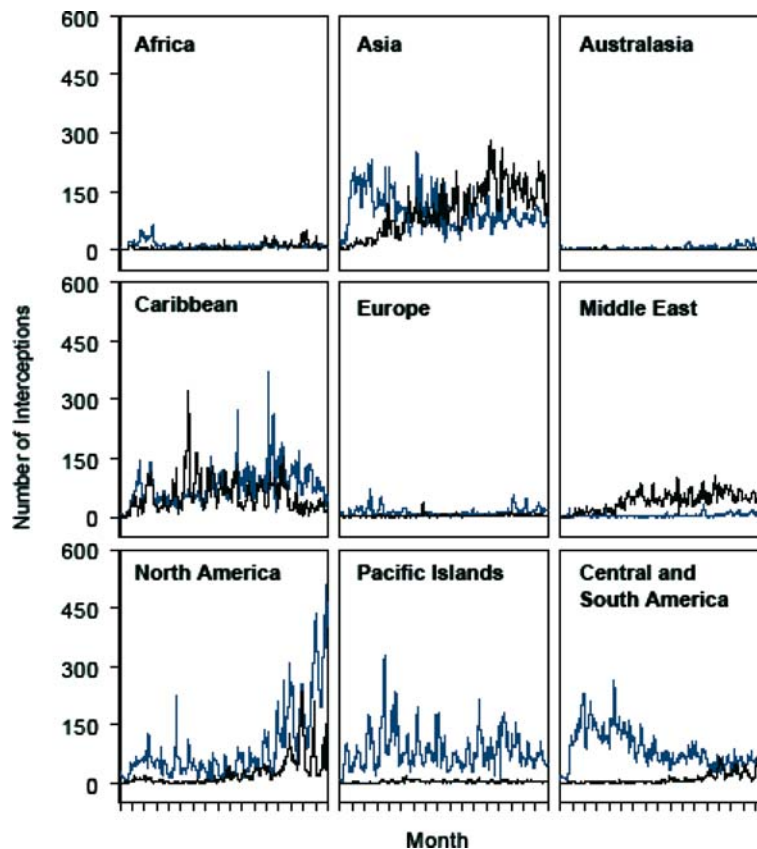 600
450
300
150
0
Africa
Asia
Australasia
600
450
300
150
0
Caribbean
Europe
Middle East
600
450
300
150
0
North America
Pacific Islands
Central and
South America
Number of Interceptions
Month